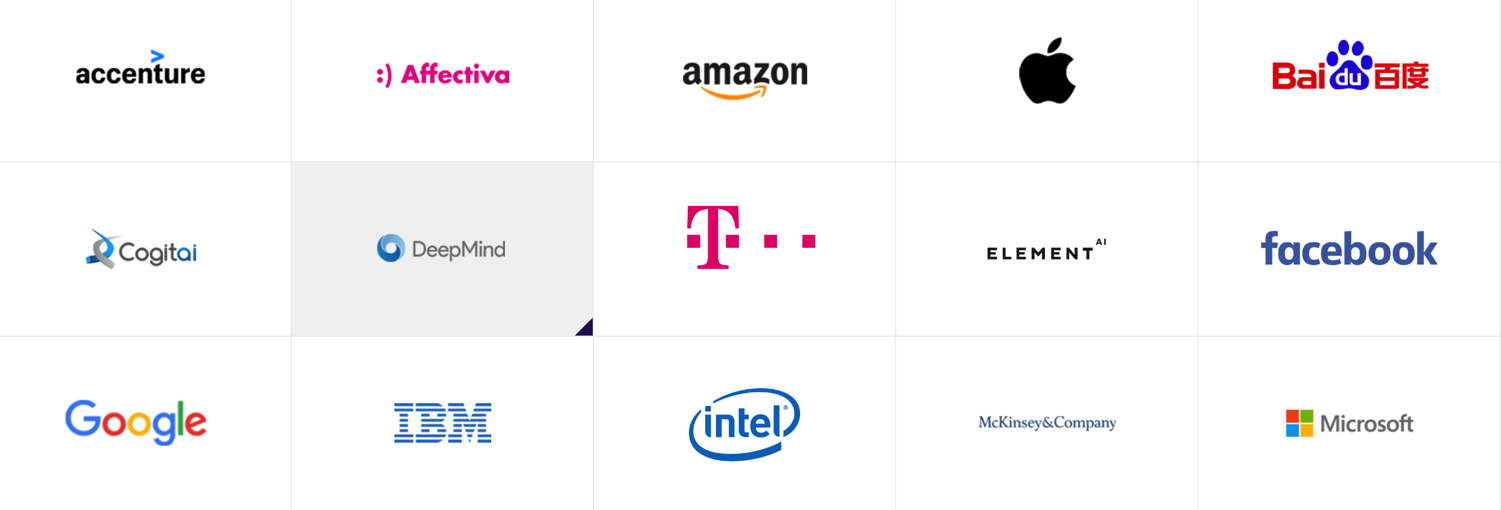 accenture
:) Affectiva
amazon
Baidu百度
Cogitai
DeepMind
T
ELEMENT AI
facebook
Google
IBM
intel®
McKinsey&Company
Microsoft